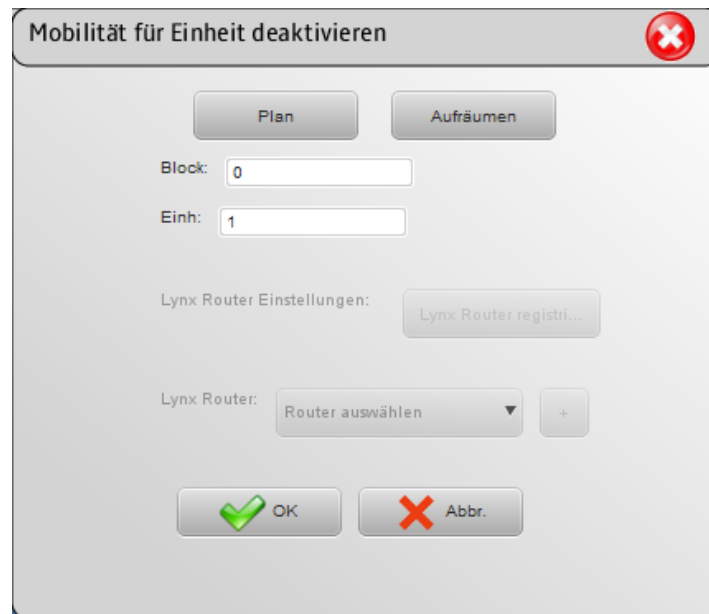 Mobilität für Einheit deaktivieren
Plan Aufräumen
Block: 0
Einh: 1
Lynx Router Einstellungen: Lynx Router registri...
Lynx Router: Router auswählen +
OK Abbr.